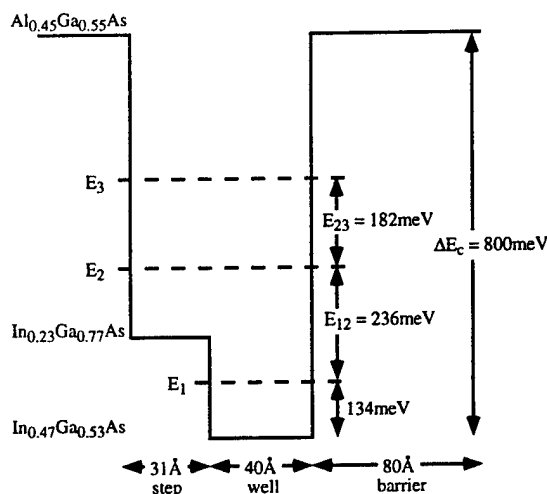 Al0.45Ga0.55As
E3
E23 = 182meV
ΔEc = 800meV
E2
In0.23Ga0.77As
E12 = 236meV
E1
134meV
In0.47Ga0.53As
31Å
40Å
80Å
step
well
barrier